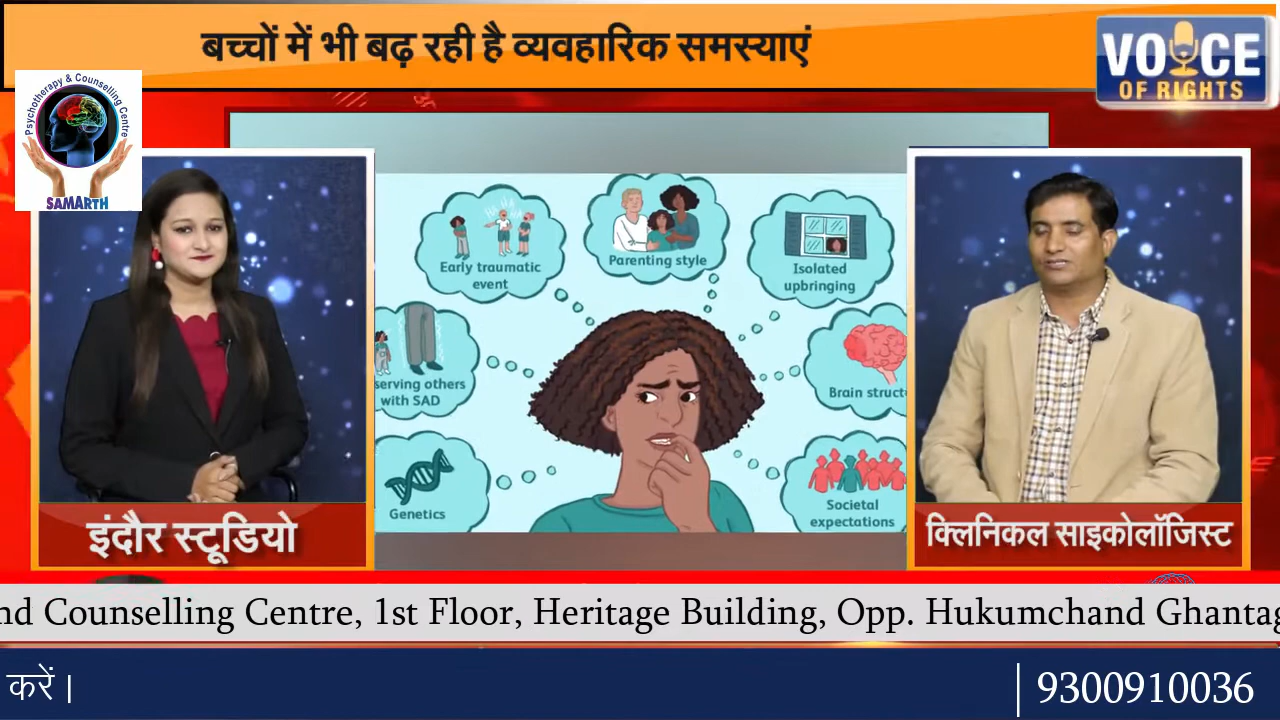 बच्चों में भी बढ़ रही है व्यवहारिक समस्याएं
VOICE
OF RIGHTS
Psychotherapy & Counselling Centre
SAMARTH
Early traumatic
event
HA HA
Parenting style
Isolated
upbringing
serving others
with SAD
Brain struct
Genetics
Societal
expectations
इंदौर स्टूडियो
क्लिनिकल साइकोलॉजिस्ट
nd Counselling Centre, 1st Floor, Heritage Building, Opp. Hukumchand Ghantag
करें |
| 9300910036